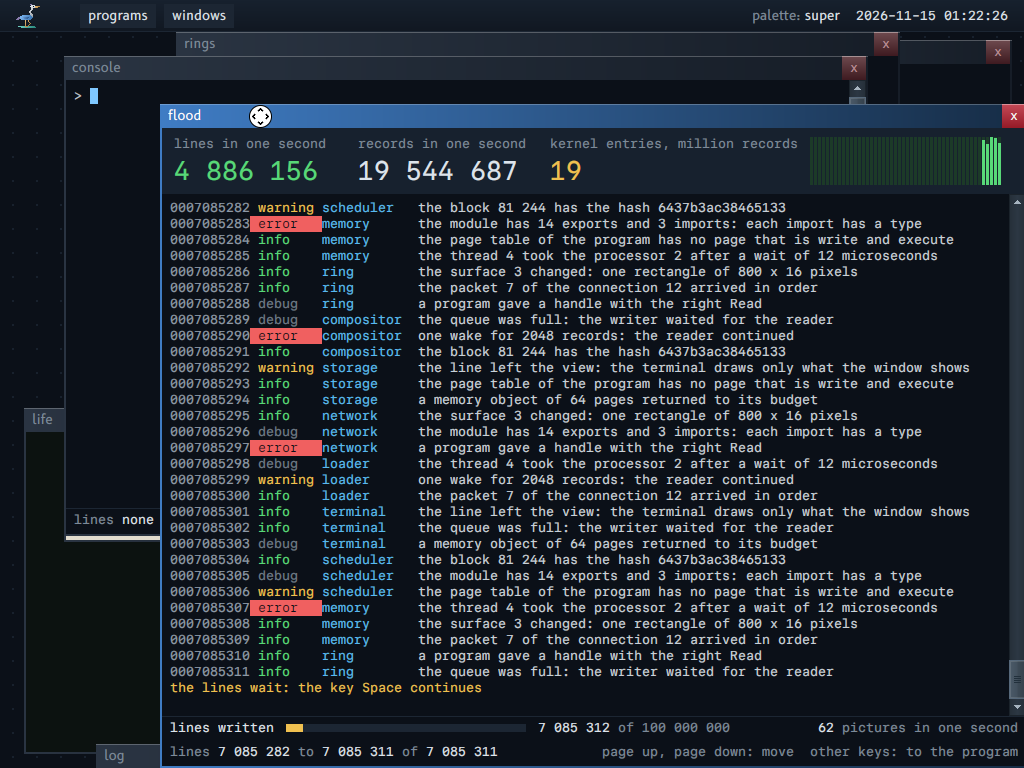 programs windows palette: super 2026-11-15 01:22:26
rings x
x
console x
>
flood x
lines in one second records in one second kernel entries, million records
4 886 156 19 544 687 19
0007085282 warning scheduler the block 81 244 has the hash 6437b3ac38465133
0007085283 error memory the module has 14 exports and 3 imports: each import has a type
0007085284 info memory the page table of the program has no page that is write and execute
0007085285 info memory the thread 4 took the processor 2 after a wait of 12 microseconds
0007085286 info ring the surface 3 changed: one rectangle of 800 x 16 pixels
0007085287 info ring the packet 7 of the connection 12 arrived in order
0007085288 debug ring a program gave a handle with the right Read
0007085289 debug compositor the queue was full: the writer waited for the reader
0007085290 error compositor one wake for 2048 records: the reader continued
0007085291 info compositor the block 81 244 has the hash 6437b3ac38465133
0007085292 warning storage the line left the view: the terminal draws only what the window shows
0007085293 info storage the page table of the program has no page that is write and execute
0007085294 info storage a memory object of 64 pages returned to its budget
0007085295 info network the surface 3 changed: one rectangle of 800 x 16 pixels
0007085296 debug network the module has 14 exports and 3 imports: each import has a type
0007085297 error network a program gave a handle with the right Read
0007085298 debug loader the thread 4 took the processor 2 after a wait of 12 microseconds
0007085299 warning loader one wake for 2048 records: the reader continued
0007085300 info loader the packet 7 of the connection 12 arrived in order
0007085301 info terminal the line left the view: the terminal draws only what the window shows
0007085302 info terminal the queue was full: the writer waited for the reader
0007085303 debug terminal a memory object of 64 pages returned to its budget
0007085304 info scheduler the block 81 244 has the hash 6437b3ac38465133
0007085305 debug scheduler the module has 14 exports and 3 imports: each import has a type
0007085306 warning scheduler the page table of the program has no page that is write and execute
0007085307 error memory the thread 4 took the processor 2 after a wait of 12 microseconds
0007085308 info memory the surface 3 changed: one rectangle of 800 x 16 pixels
0007085309 info memory the packet 7 of the connection 12 arrived in order
0007085310 info ring a program gave a handle with the right Read
0007085311 info ring the queue was full: the writer waited for the reader
the lines wait: the key Space continues
lines written 7 085 312 of 100 000 000 62 pictures in one second
lines 7 085 282 to 7 085 311 of 7 085 311 page up, page down: move other keys: to the program
life
lines none
log